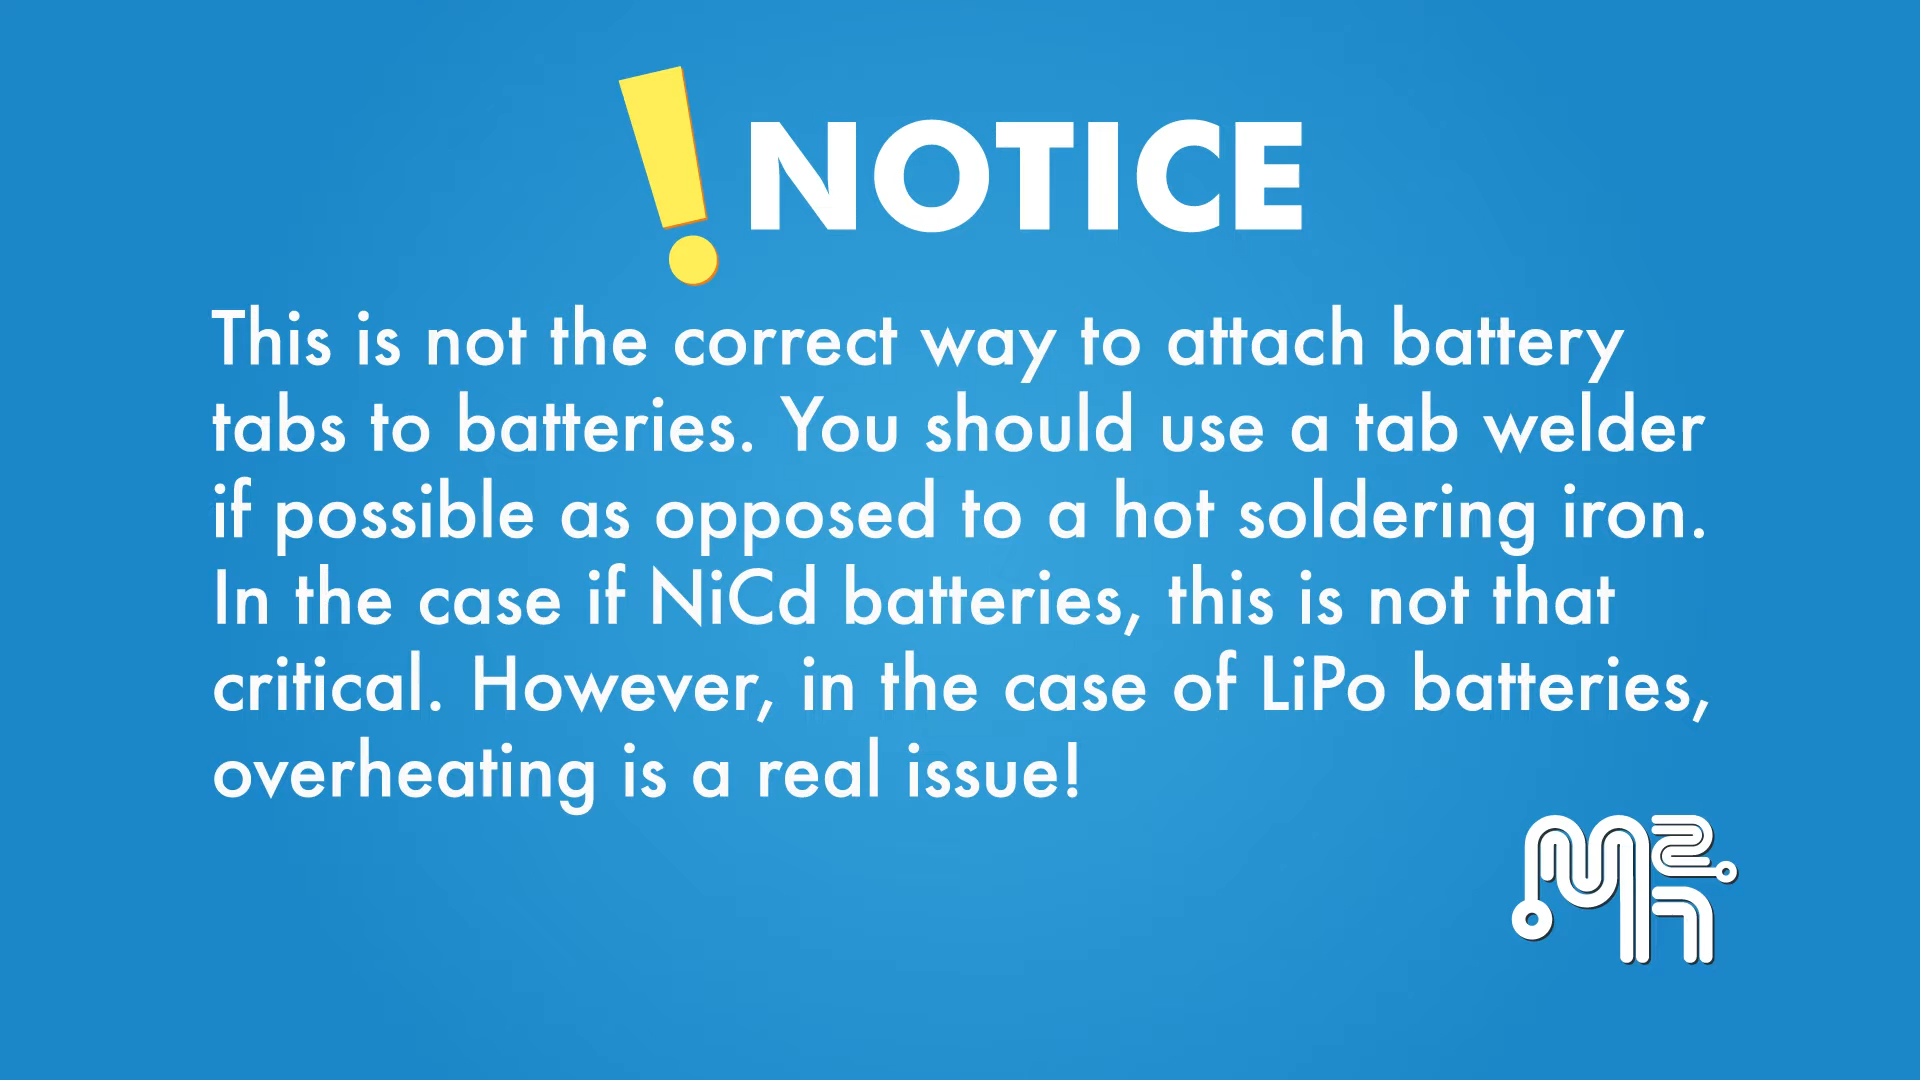 ! NOTICE
This is not the correct way to attach battery
tabs to batteries. You should use a tab welder
if possible as opposed to a hot soldering iron.
In the case if NiCd batteries, this is not that
critical. However, in the case of LiPo batteries,
overheating is a real issue!